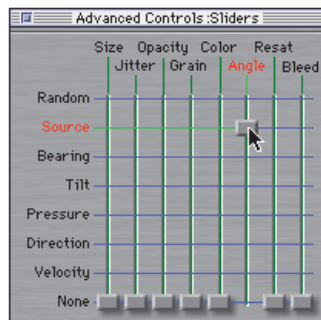 Advanced Controls :Sliders
Size Opacity Color Resat
Jitter Grain Angle Bleed
Random
Source
Bearing
Tilt
Pressure
Direction
Velocity
None